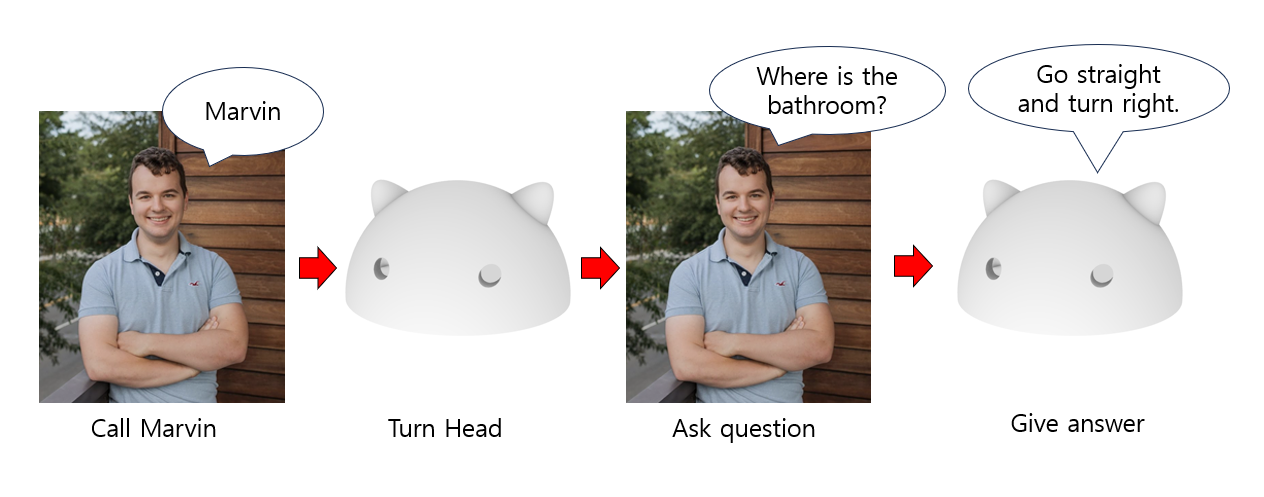 Marvin
Where is the
bathroom?
Go straight
and turn right.
Call Marvin
Turn Head
Ask question
Give answer